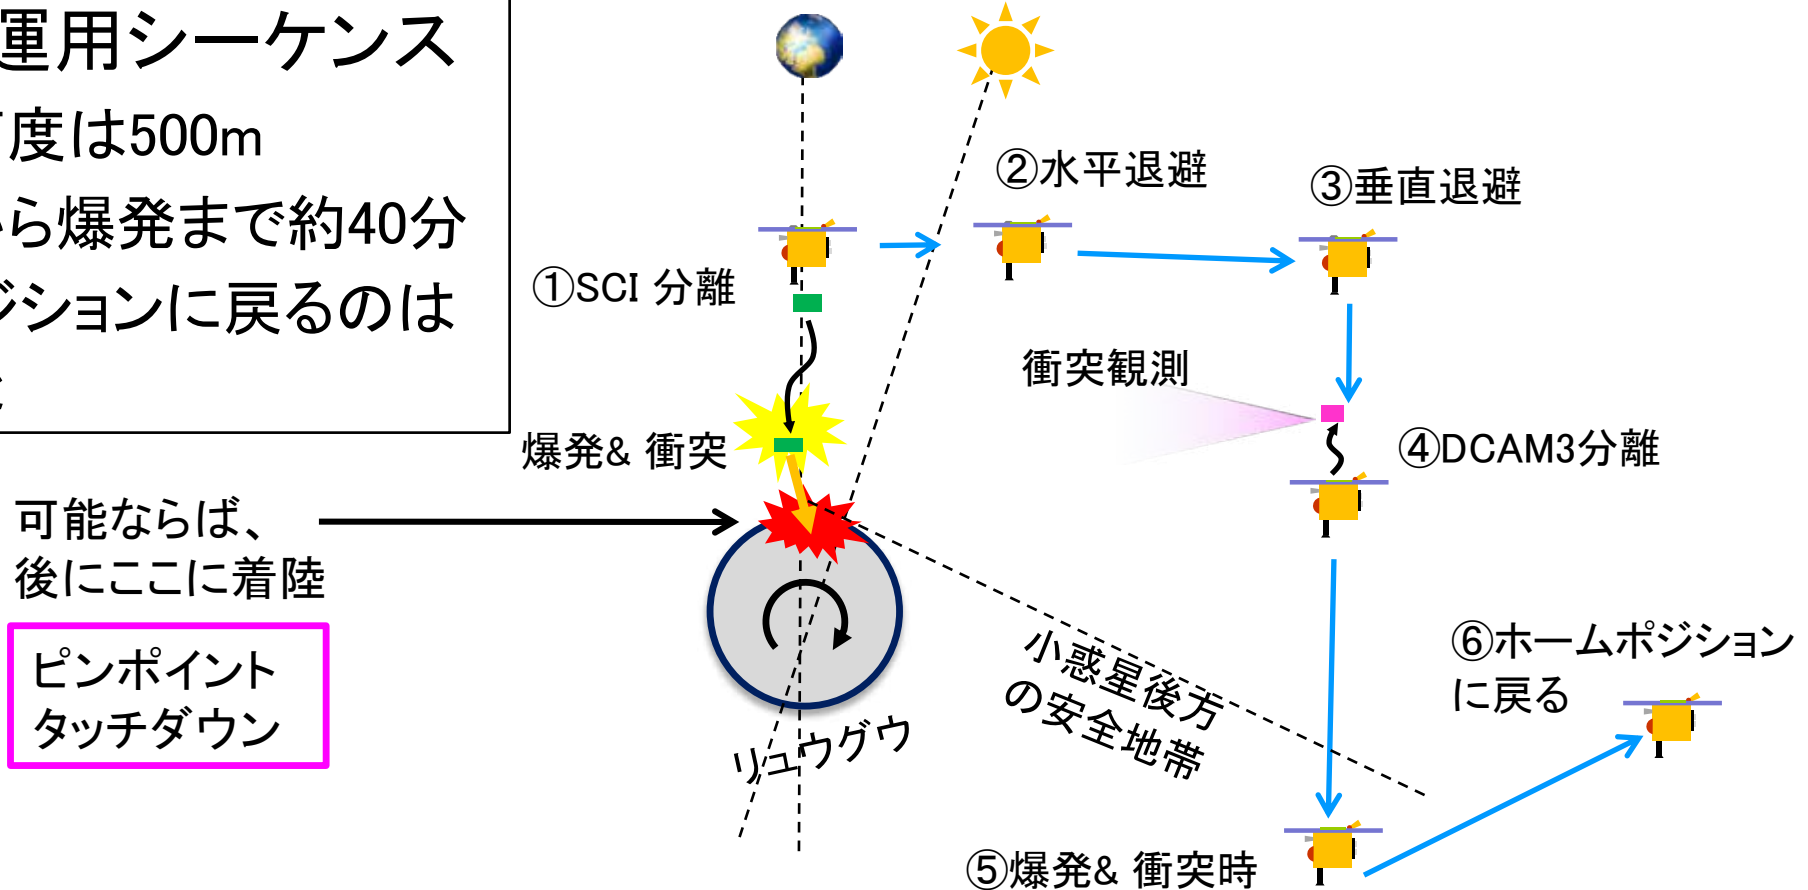 運用シーケンス
度は500m
ら爆発まで約40分
ジションに戻るのは
②水平退避
③垂直退避
①SCI 分離
衝突観測
爆発& 衝突
④DCAM3分離
可能ならば、
後にここに着陸
ピンポイント
タッチダウン
リュウグウ
小惑星後方
の安全地帯
⑥ホームポジション
に戻る
⑤爆発& 衝突時